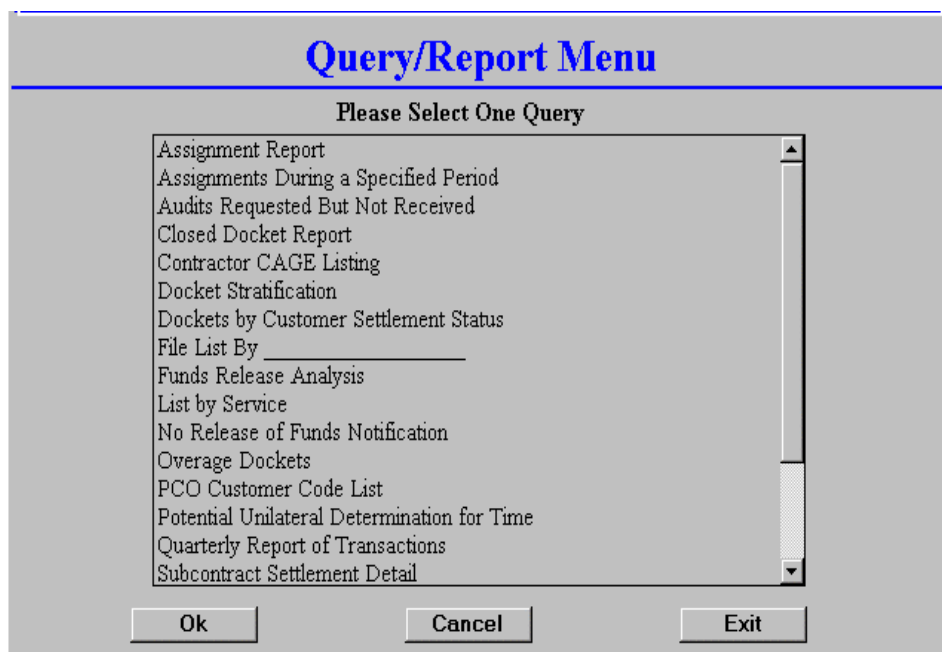 Query/Report Menu
Please Select One Query
Assignment Report
Assignments During a Specified Period
Audits Requested But Not Received
Closed Docket Report
Contractor CAGE Listing
Docket Stratification
Dockets by Customer Settlement Status
File List By ___________________
Funds Release Analysis
List by Service
No Release of Funds Notification
Overage Dockets
PCO Customer Code List
Potential Unilateral Determination for Time
Quarterly Report of Transactions
Subcontract Settlement Detail
Ok Cancel Exit